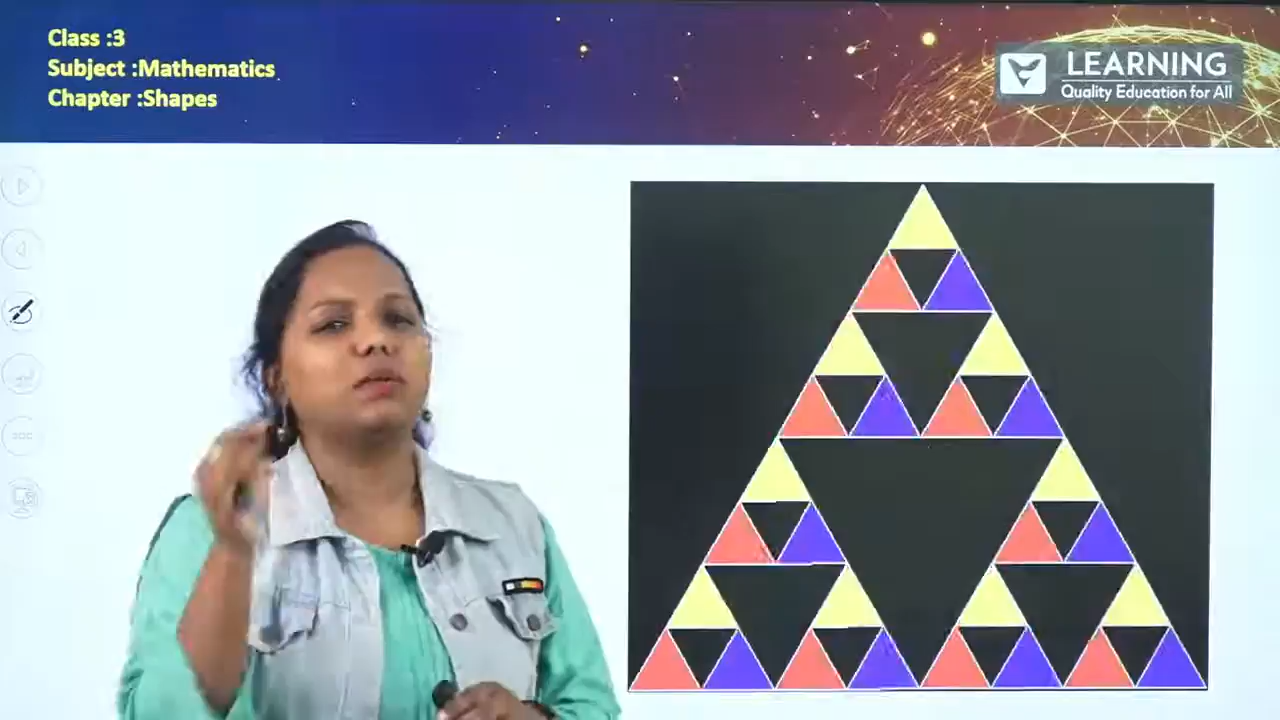 Class :3
Subject :Mathematics
Chapter :Shapes
LEARNING
Quality Education for All